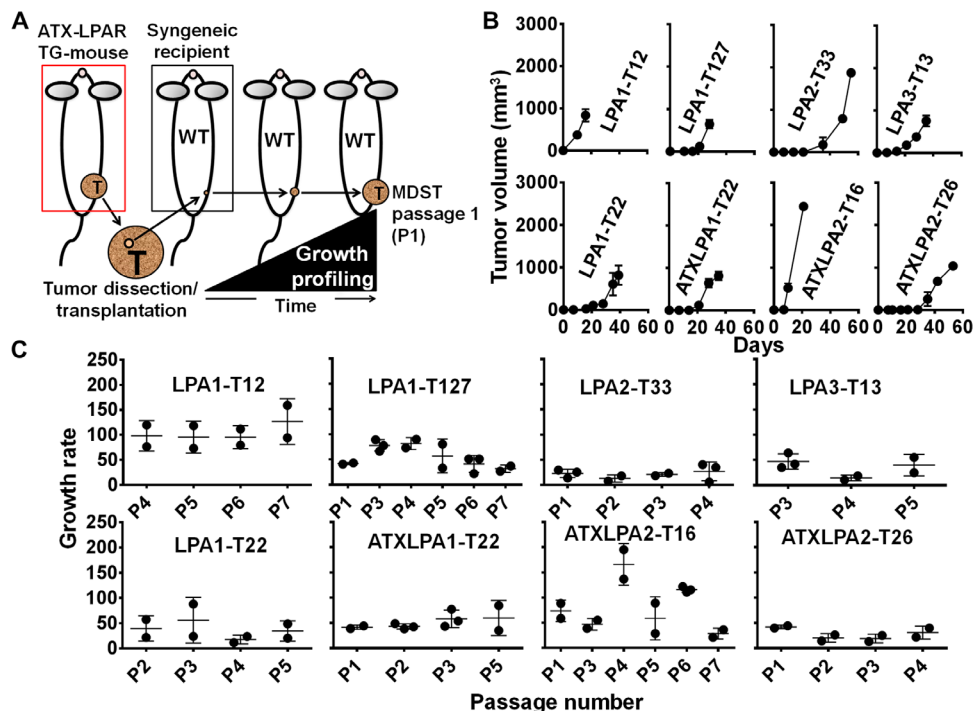 A
ATX-LPAR
TG-mouse
Syngeneic
recipient
WT
WT
WT
T
T
T
MDST
passage 1
(P1)
Growth
profiling
Tumor dissection/
transplantation
Time
B
Tumor volume (mm3)
3000
2000
1000
0
LPA1-T12
LPA1-T127
LPA2-T33
LPA3-T13
3000
2000
1000
0
LPA1-T22
ATXLPA1-T22
ATXLPA2-T16
ATXLPA2-T26
0 20 40 60
0 20 40 60
0 20 40 60
0 20 40 60
Days
C
Growth rate
250
200
150
100
50
0
LPA1-T12
P4 P5 P6 P7
LPA1-T127
P1 P3 P4 P5 P6 P7
LPA2-T33
P1 P2 P3 P4
LPA3-T13
P3 P4 P5
250
200
150
100
50
0
LPA1-T22
P2 P3 P4 P5
ATXLPA1-T22
P1 P2 P3 P5
ATXLPA2-T16
P1 P3 P4 P5 P6 P7
ATXLPA2-T26
P1 P2 P3 P4
Passage number